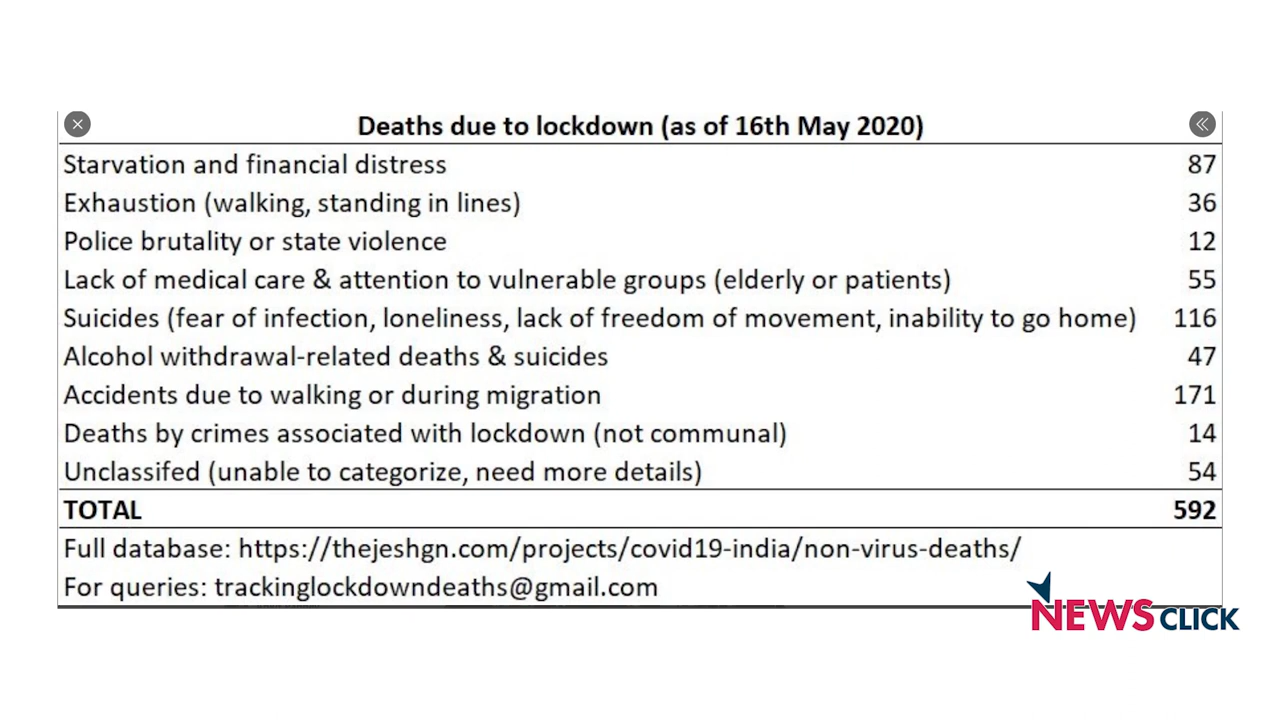 Deaths due to lockdown (as of 16th May 2020)
Starvation and financial distress 87
Exhaustion (walking, standing in lines) 36
Police brutality or state violence 12
Lack of medical care & attention to vulnerable groups (elderly or patients) 55
Suicides (fear of infection, loneliness, lack of freedom of movement, inability to go home) 116
Alcohol withdrawal-related deaths & suicides 47
Accidents due to walking or during migration 171
Deaths by crimes associated with lockdown (not communal) 14
Unclassifed (unable to categorize, need more details) 54
TOTAL 592
Full database: https://thejeshgn.com/projects/covid19-india/non-virus-deaths/
For queries: trackinglockdowndeaths@gmail.com
NEWSCLICK